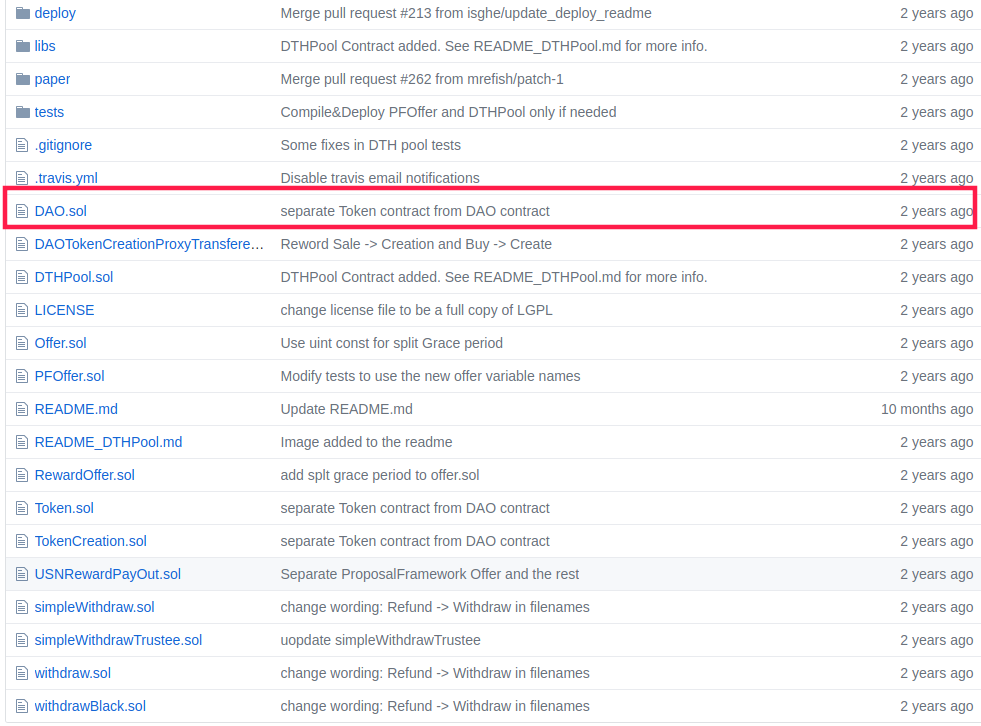 deploy Merge pull request #213 from isghe/update_deploy_readme 2 years ago
libs DTHPool Contract added. See README_DTHPool.md for more info. 2 years ago
paper Merge pull request #262 from mrefish/patch-1 2 years ago
tests Compile&Deploy PFOffer and DTHPool only if needed 2 years ago
.gitignore Some fixes in DTH pool tests 2 years ago
.travis.yml Disable travis email notifications 2 years ago
DAO.sol separate Token contract from DAO contract 2 years ago
DAOTokenCreationProxyTransfere… Reword Sale -> Creation and Buy -> Create 2 years ago
DTHPool.sol DTHPool Contract added. See README_DTHPool.md for more info. 2 years ago
LICENSE change license file to be a full copy of LGPL 2 years ago
Offer.sol Use uint const for split Grace period 2 years ago
PFOffer.sol Modify tests to use the new offer variable names 2 years ago
README.md Update README.md 10 months ago
README_DTHPool.md Image added to the readme 2 years ago
RewardOffer.sol add splt grace period to offer.sol 2 years ago
Token.sol separate Token contract from DAO contract 2 years ago
TokenCreation.sol separate Token contract from DAO contract 2 years ago
USNRewardPayOut.sol Separate ProposalFramework Offer and the rest 2 years ago
simpleWithdraw.sol change wording: Refund -> Withdraw in filenames 2 years ago
simpleWithdrawTrustee.sol uopdate simpleWithdrawTrustee 2 years ago
withdraw.sol change wording: Refund -> Withdraw in filenames 2 years ago
withdrawBlack.sol change wording: Refund -> Withdraw in filenames 2 years ago